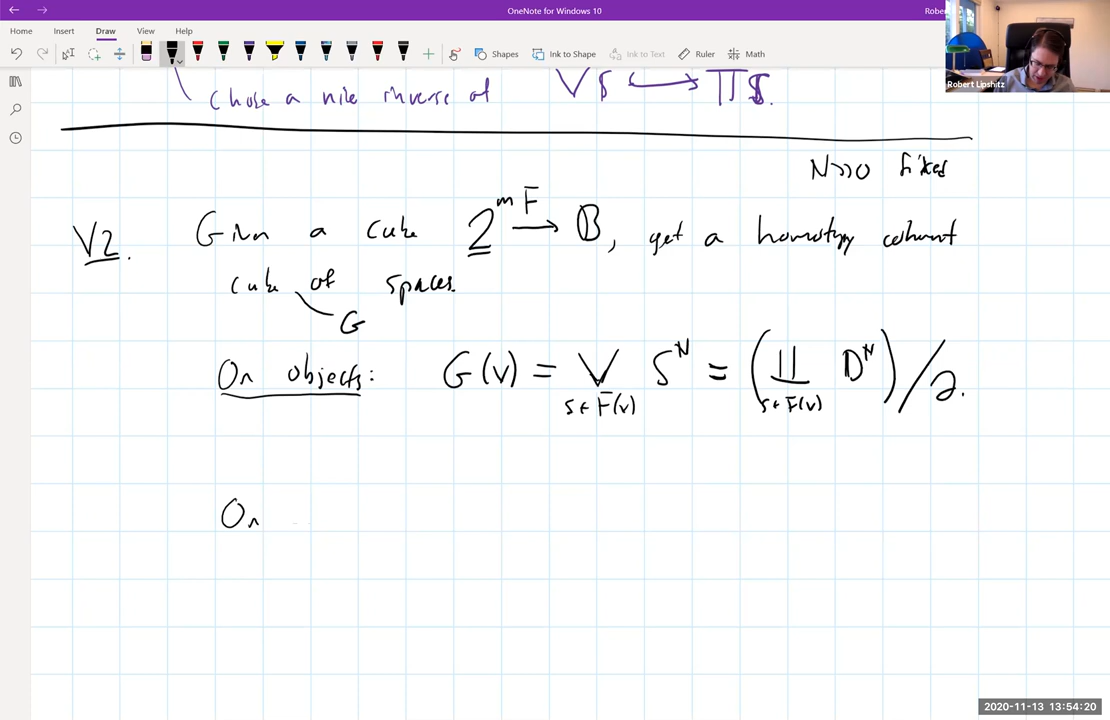 OneNote for Windows 10
Rober
Home Insert Draw View Help
Shapes Ink to Shape Ink to Text Ruler Math
Robert Lipshitz
Chose a nice inverse of ⋁𝕊 ⟷ ∏𝕊.
N>>0 fixed
V2. Given a cube 2^m F→ 𝔹, get a homotopy coherent
cube of spaces.
G
On objects: G(v) = ⋁_{s∈F(v)} S^N = (∐_{s∈F(v)} D^N)/∂.
On
2020-11-13 13:54:20